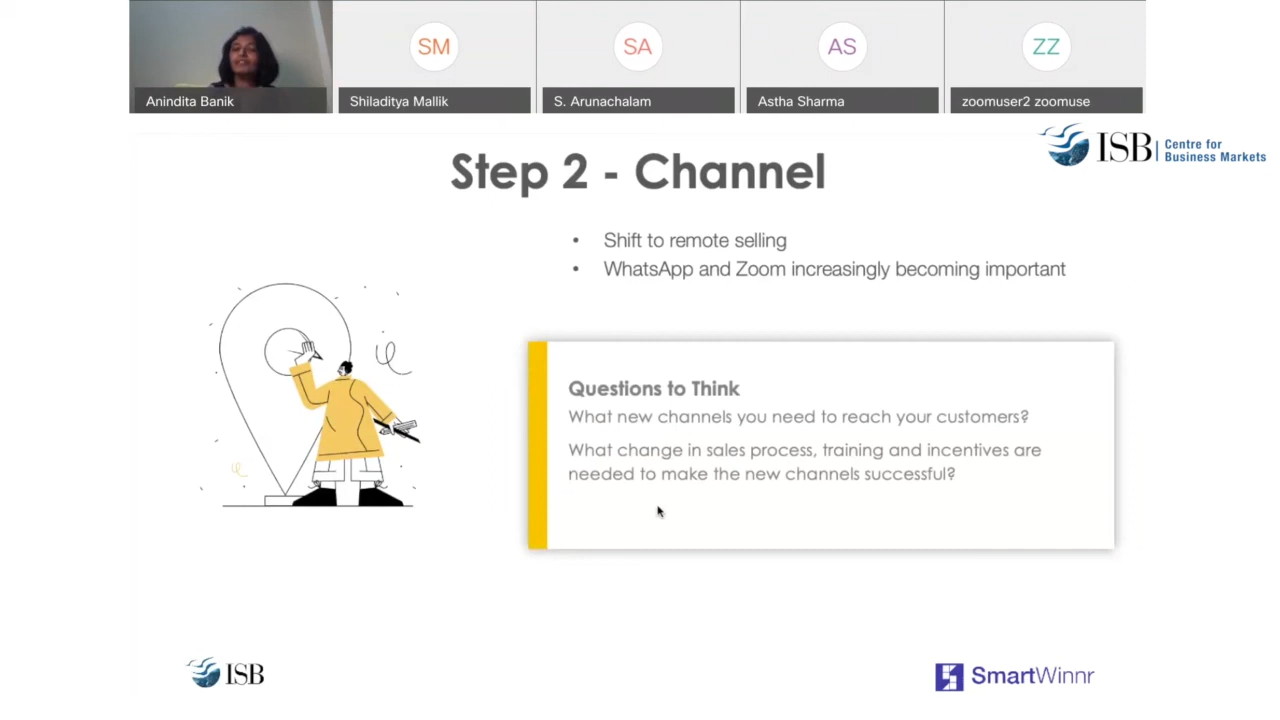 SM
SA
AS
ZZ
Anindita Banik
Shiladitya Mallik
S. Arunachalam
Astha Sharma
zoomuser2 zoomuse
ISB
Centre for
Business Markets
Step 2 - Channel
• Shift to remote selling
• WhatsApp and Zoom increasingly becoming important
Questions to Think
What new channels you need to reach your customers?
What change in sales process, training and incentives are
needed to make the new channels successful?
ISB
SmartWinnr